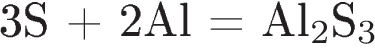 3S + 2Al = Al₂S₃